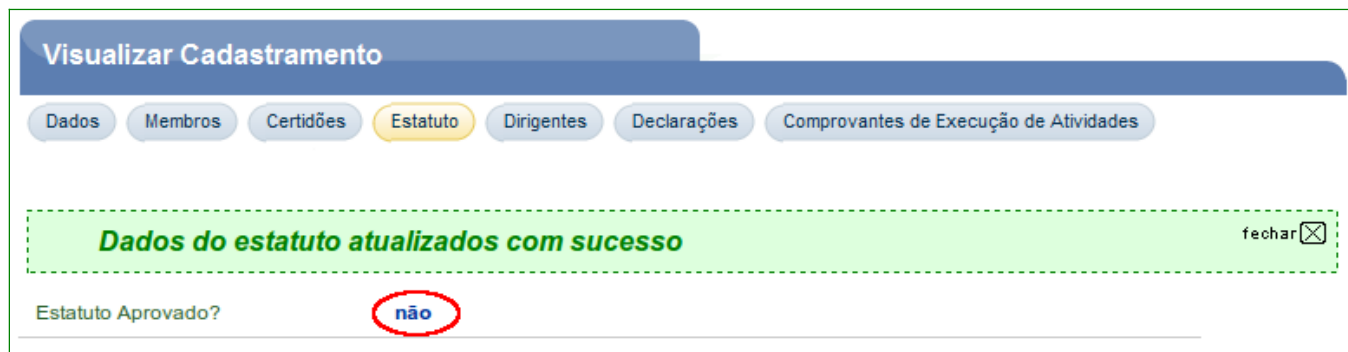 Visualizar Cadastramento
Dados Membros Certidões Estatuto Dirigentes Declarações Comprovantes de Execução de Atividades
Dados do estatuto atualizados com sucesso fechar
Estatuto Aprovado? não